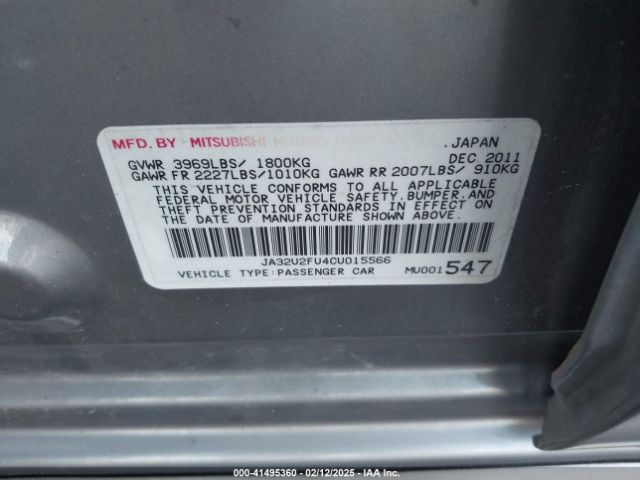 MFD. BY MITSUBISHI MOTORS . JAPAN
GVWR 3969LBS/ 1800KG DEC. 2011
GAWR FR 2227LBS/1010KG GAWR RR 2007LBS/ 910KG
THIS VEHICLE CONFORMS TO ALL APPLICABLE
FEDERAL MOTOR VEHICLE SAFETY, BUMPER, AND
THEFT PREVENTION STANDARDS IN EFFECT ON
THE DATE OF MANUFACTURE SHOWN ABOVE.
JA32U2FU4CU015566
VEHICLE TYPE:PASSENGER CAR MU001547
000-41495360 - 02/12/2025 - IAA Inc.